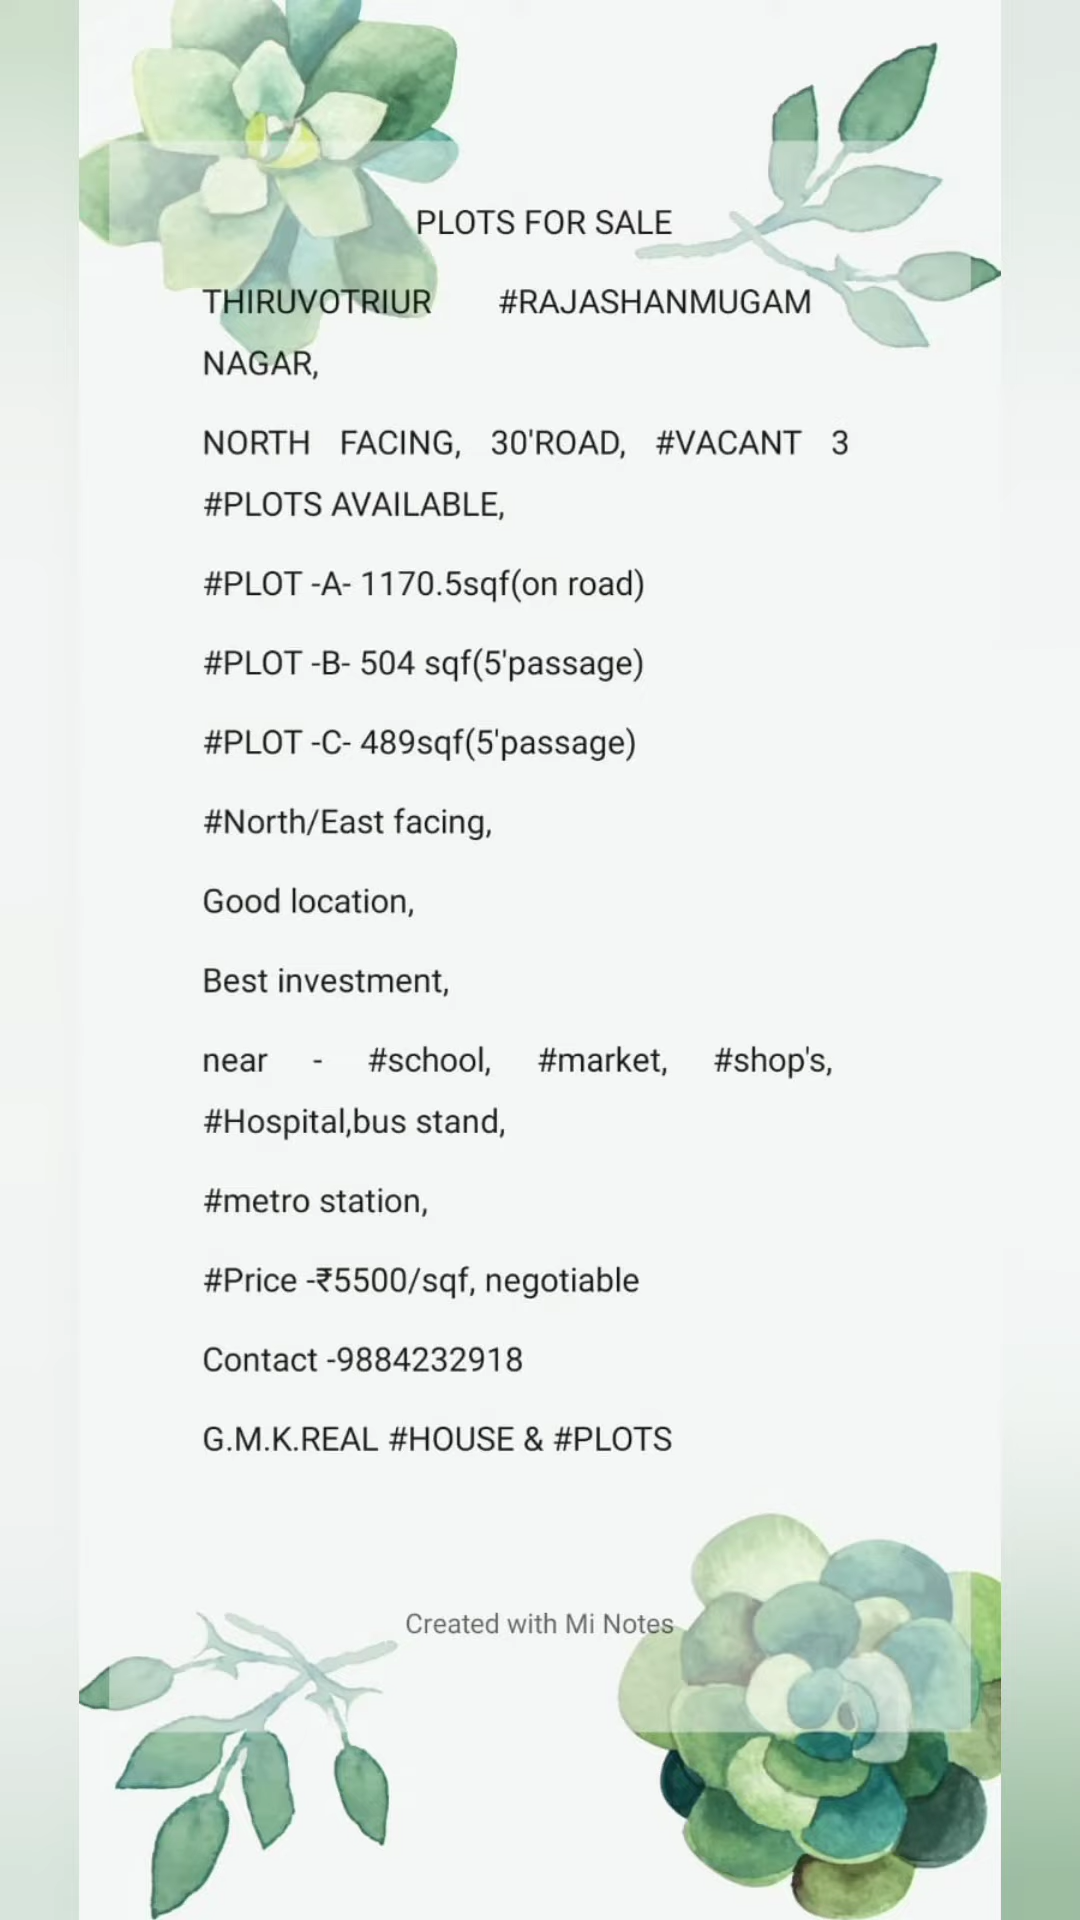 PLOTS FOR SALE
THIRUVOTRIUR #RAJASHANMUGAM
NAGAR,
NORTH FACING, 30'ROAD, #VACANT 3
#PLOTS AVAILABLE,
#PLOT -A- 1170.5sqf(on road)
#PLOT -B- 504 sqf(5'passage)
#PLOT -C- 489sqf(5'passage)
#North/East facing,
Good location,
Best investment,
near - #school, #market, #shop's,
#Hospital,bus stand,
#metro station,
#Price -₹5500/sqf, negotiable
Contact -9884232918
G.M.K.REAL #HOUSE & #PLOTS
Created with Mi Notes